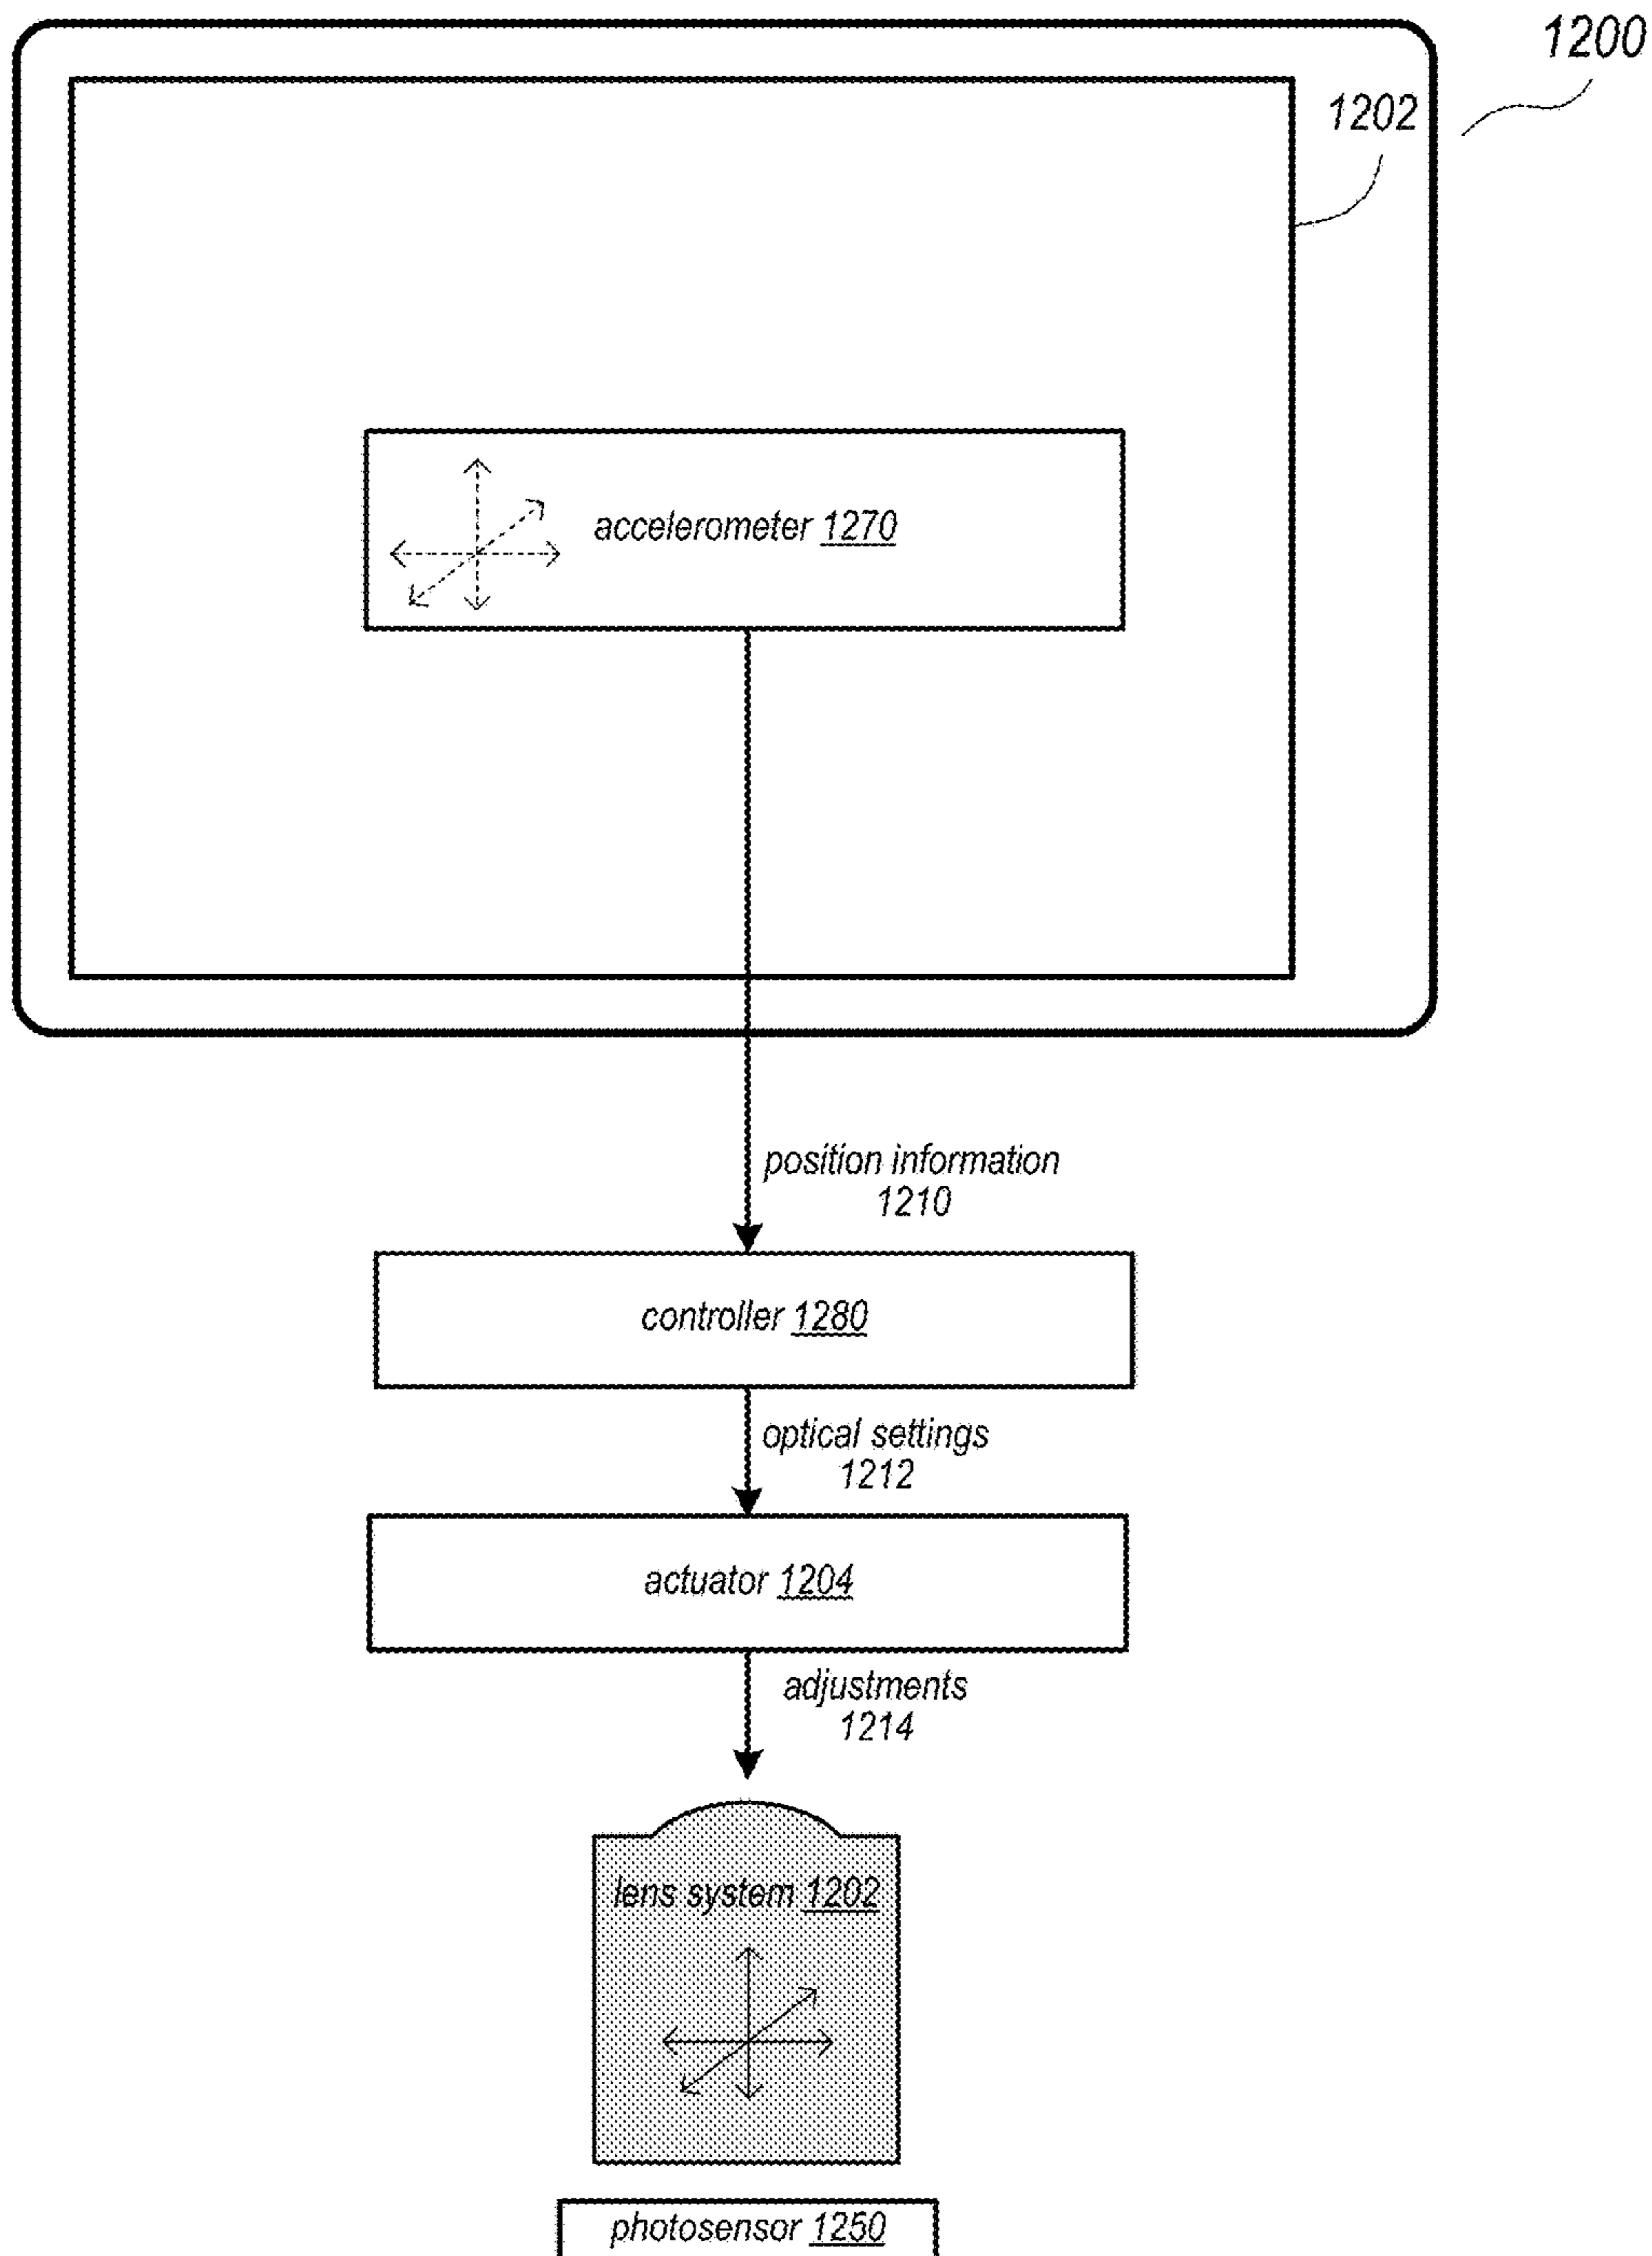 1200
1202
accelerometer 1270
position information
1210
controller 1280
optical settings
1212
actuator 1204
adjustments
1214
lens system 1202
photosensor 1250